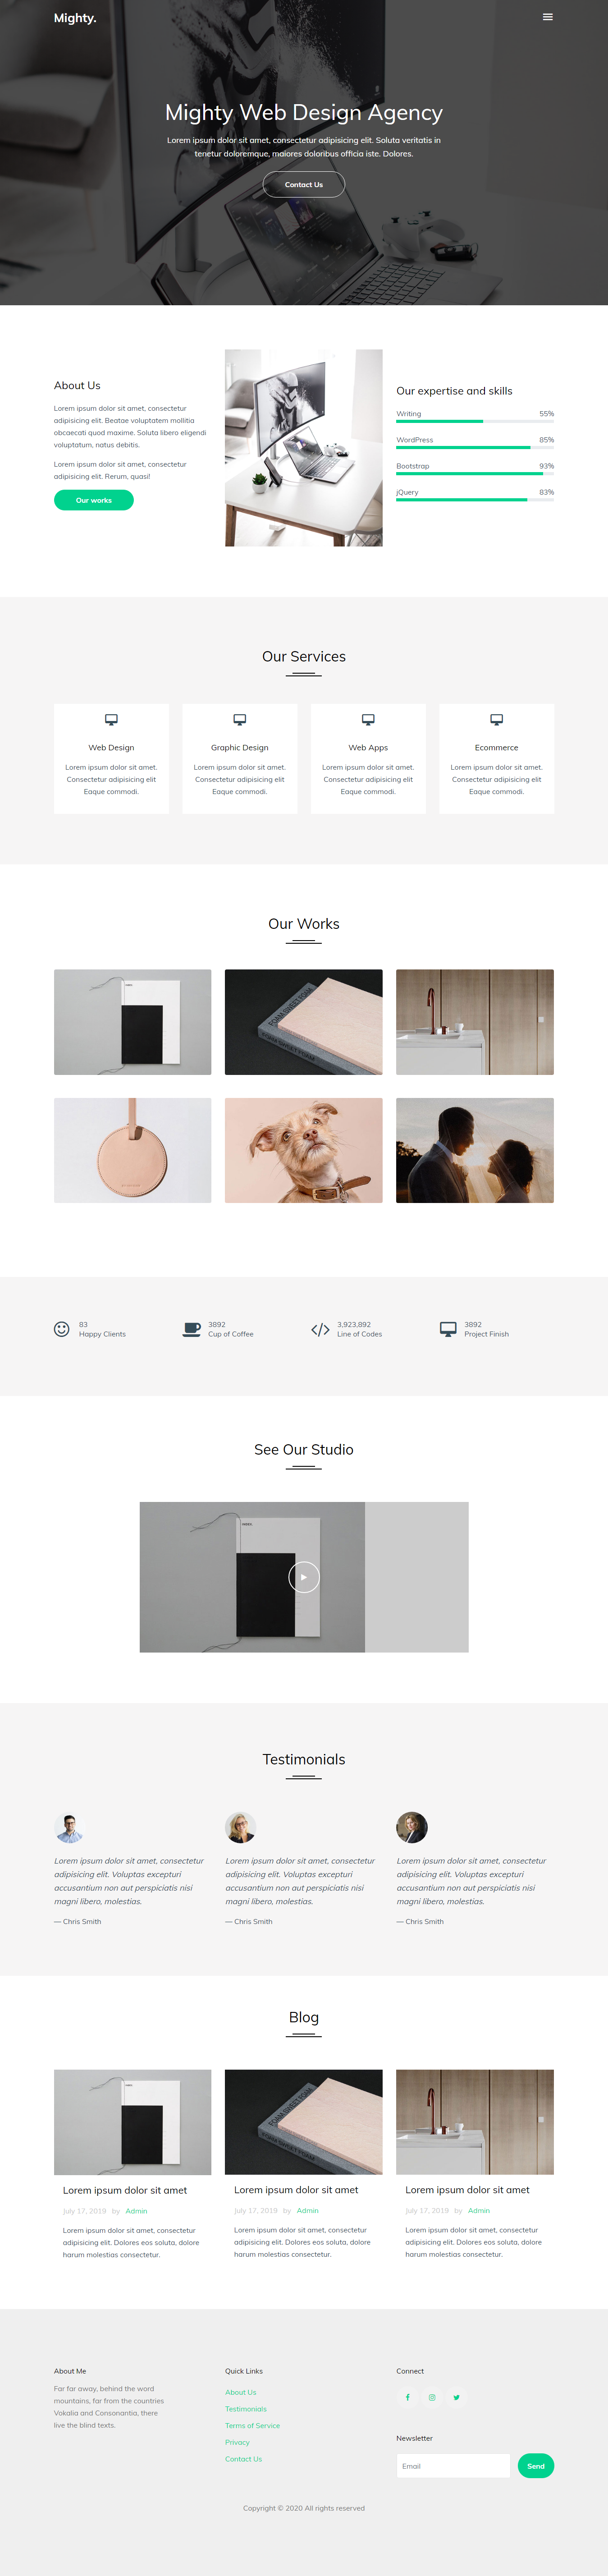 Mighty.
Mighty Web Design Agency
Lorem ipsum dolor sit amet, consectetur adipisicing elit. Soluta veritatis in
tenetur doloremque, maiores doloribus officia iste. Dolores.
Contact Us
About Us
Lorem ipsum dolor sit amet, consectetur
adipisicing elit. Beatae voluptatem mollitia
obcaecati quod maxime. Soluta libero eligendi
voluptatum, natus debitis.
Lorem ipsum dolor sit amet, consectetur
adipisicing elit. Rerum, quasi!
Our works
Our expertise and skills
Writing 55%
WordPress 85%
Bootstrap 93%
jQuery 83%
Our Services
Web Design
Lorem ipsum dolor sit amet.
Consectetur adipisicing elit
Eaque commodi.
Graphic Design
Lorem ipsum dolor sit amet.
Consectetur adipisicing elit
Eaque commodi.
Web Apps
Lorem ipsum dolor sit amet.
Consectetur adipisicing elit
Eaque commodi.
Ecommerce
Lorem ipsum dolor sit amet.
Consectetur adipisicing elit
Eaque commodi.
Our Works
83
Happy Clients
3892
Cup of Coffee
3,923,892
Line of Codes
3892
Project Finish
See Our Studio
Testimonials
Lorem ipsum dolor sit amet, consectetur
adipisicing elit. Voluptas excepturi
accusantium non aut perspiciatis nisi
magni libero, molestias.
— Chris Smith
Lorem ipsum dolor sit amet, consectetur
adipisicing elit. Voluptas excepturi
accusantium non aut perspiciatis nisi
magni libero, molestias.
— Chris Smith
Lorem ipsum dolor sit amet, consectetur
adipisicing elit. Voluptas excepturi
accusantium non aut perspiciatis nisi
magni libero, molestias.
— Chris Smith
Blog
Lorem ipsum dolor sit amet
July 17, 2019 by Admin
Lorem ipsum dolor sit amet, consectetur
adipisicing elit. Dolores eos soluta, dolore
harum molestias consectetur.
Lorem ipsum dolor sit amet
July 17, 2019 by Admin
Lorem ipsum dolor sit amet, consectetur
adipisicing elit. Dolores eos soluta, dolore
harum molestias consectetur.
Lorem ipsum dolor sit amet
July 17, 2019 by Admin
Lorem ipsum dolor sit amet, consectetur
adipisicing elit. Dolores eos soluta, dolore
harum molestias consectetur.
About Me
Far far away, behind the word
mountains, far from the countries
Vokalia and Consonantia, there
live the blind texts.
Quick Links
About Us
Testimonials
Terms of Service
Privacy
Contact Us
Connect
Newsletter
Email
Send
Copyright © 2020 All rights reserved